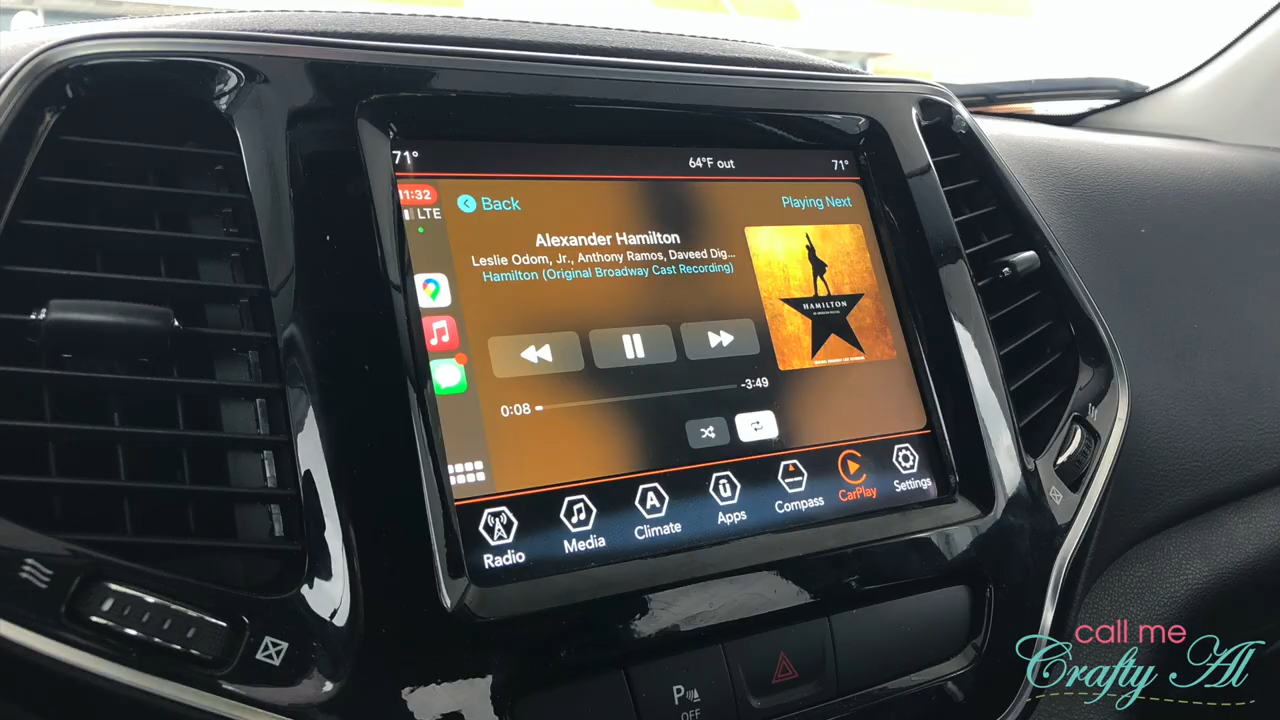 71°
64°F out
71°
11:32
LTE
Back
Playing Next
Alexander Hamilton
Leslie Odom, Jr., Anthony Ramos, Daveed Dig...
Hamilton (Original Broadway Cast Recording)
HAMILTON
0:08
-3:49
Radio
Media
A
Climate
ū
Apps
Compass
CarPlay
Settings
P
OFF
call me
Crafty Al